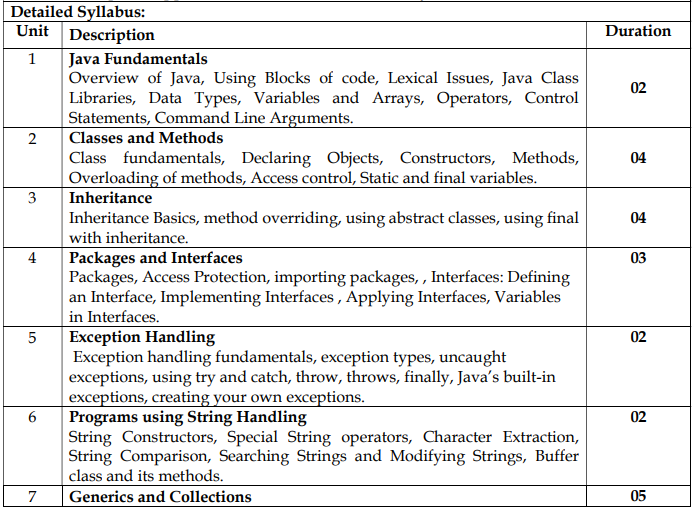 Detailed Syllabus:
Unit Description Duration
1 Java Fundamentals
Overview of Java, Using Blocks of code, Lexical Issues, Java Class
Libraries, Data Types, Variables and Arrays, Operators, Control
Statements, Command Line Arguments.
02
2 Classes and Methods
Class fundamentals, Declaring Objects, Constructors, Methods,
Overloading of methods, Access control, Static and final variables.
04
3 Inheritance
Inheritance Basics, method overriding, using abstract classes, using final
with inheritance.
04
4 Packages and Interfaces 03
Packages, Access Protection, importing packages, , Interfaces: Defining
an Interface, Implementing Interfaces , Applying Interfaces, Variables
in Interfaces.
5 Exception Handling 02
Exception handling fundamentals, exception types, uncaught
exceptions, using try and catch, throw, throws, finally, Java's built-in
exceptions, creating your own exceptions.
6 Programs using String Handling 02
String Constructors, Special String operators, Character Extraction,
String Comparison, Searching Strings and Modifying Strings, Buffer
class and its methods.
7 Generics and Collections 05